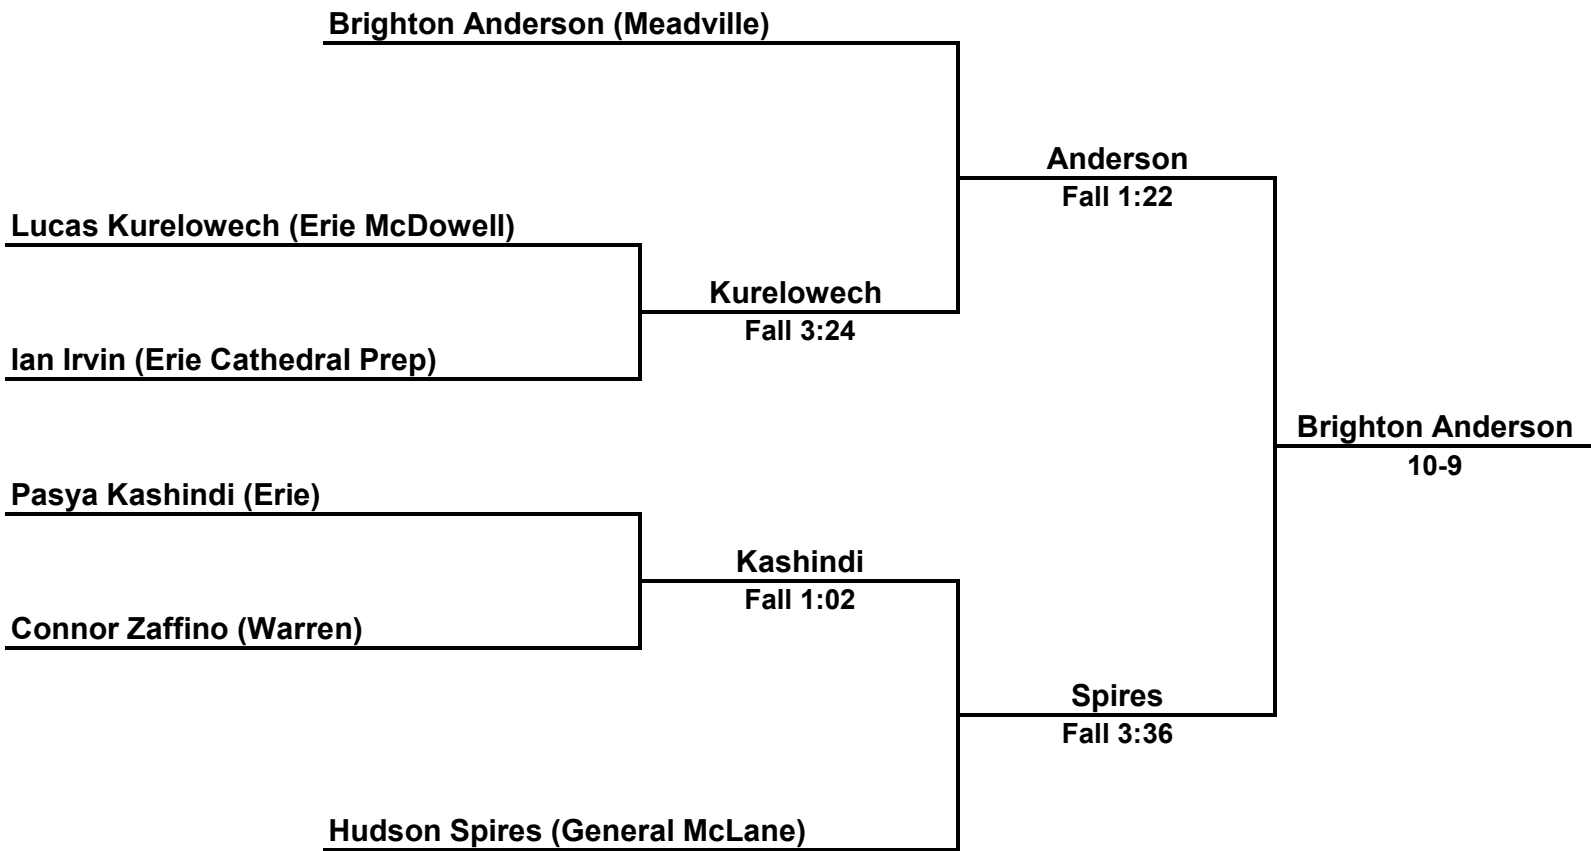 Brighton Anderson (Meadville)
Anderson
Fall 1:22
Lucas Kurelowech (Erie McDowell)
Kurelowech
Fall 3:24
Ian Irvin (Erie Cathedral Prep)
Brighton Anderson
10-9
Pasya Kashindi (Erie)
Kashindi
Fall 1:02
Connor Zaffino (Warren)
Spires
Fall 3:36
Hudson Spires (General McLane)